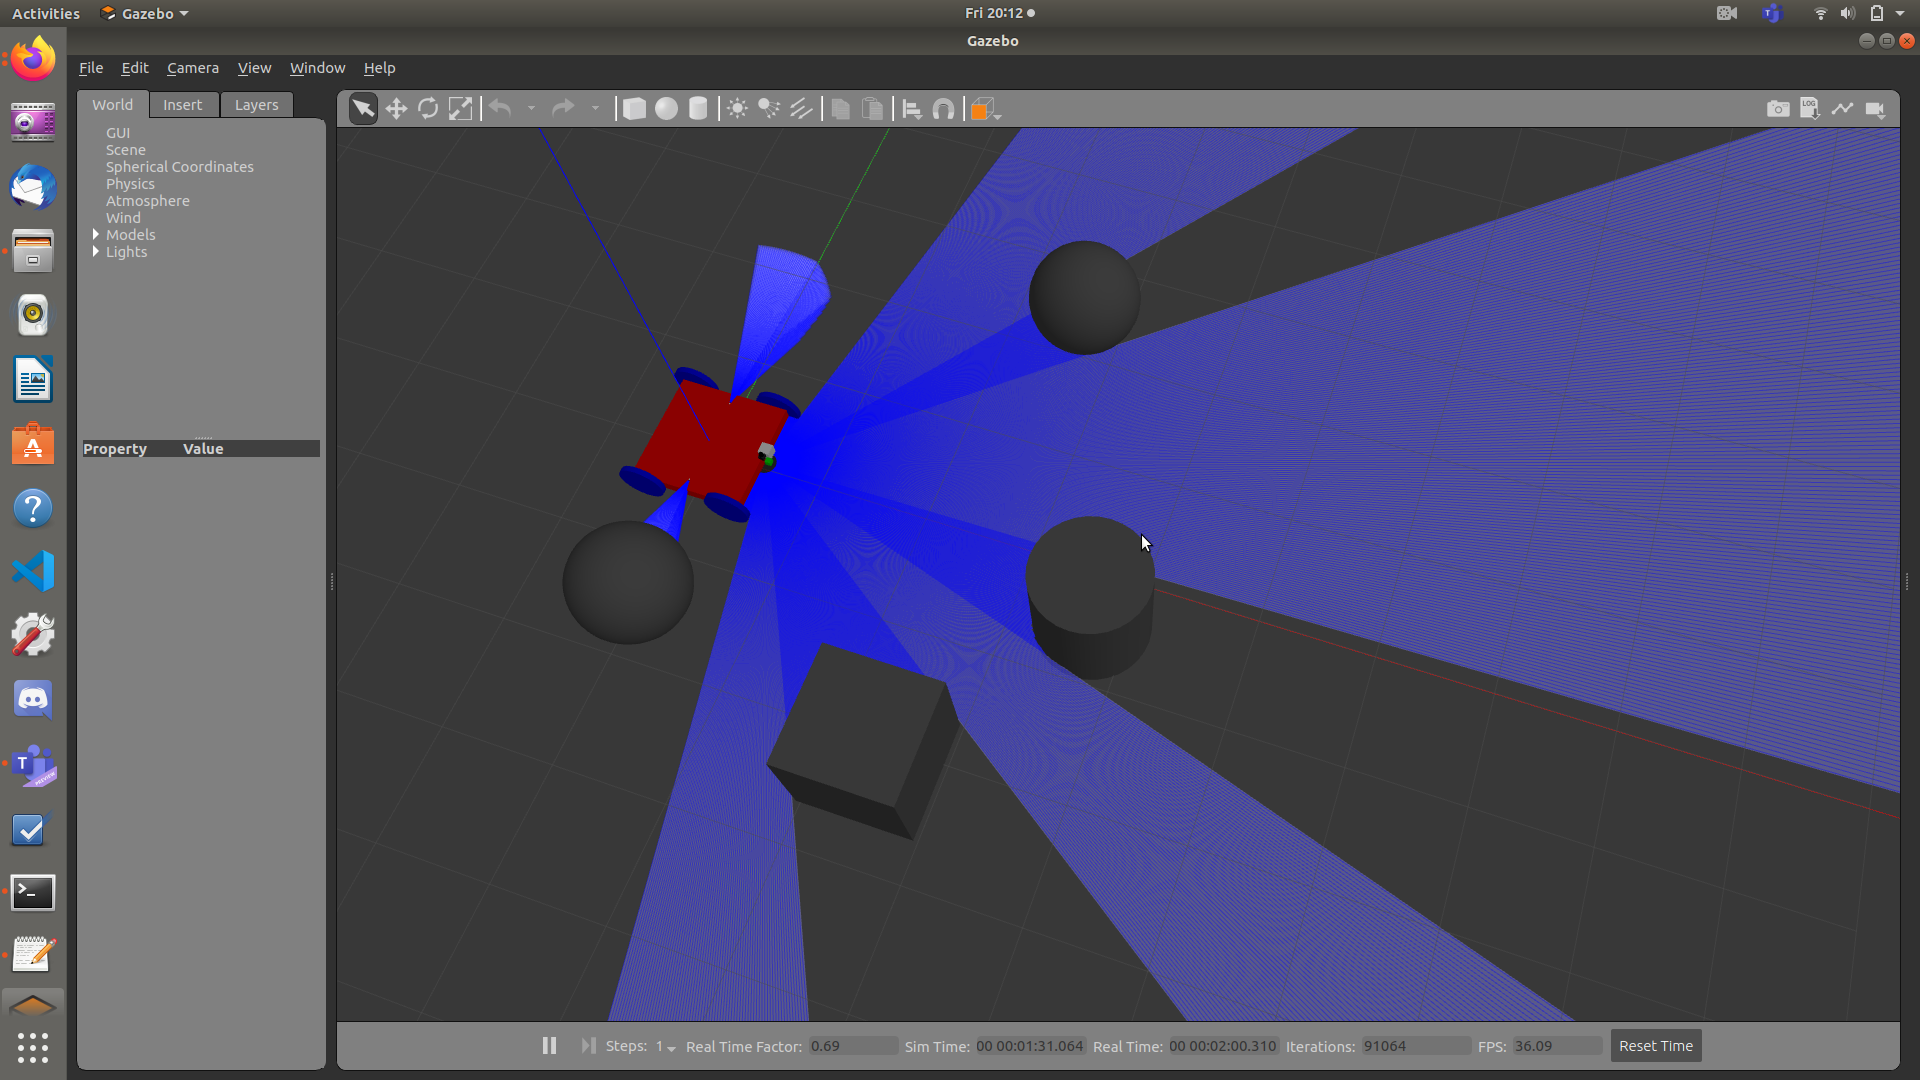 Activities Gazebo Fri 20:12
Gazebo
File Edit Camera View Window Help
World Insert Layers
GUI
Scene
Spherical Coordinates
Physics
Atmosphere
Wind
Models
Lights
Property Value
LOG
T
PREVIEW
>_
Steps: 1 Real Time Factor: 0.69 Sim Time: 00 00:01:31.064 Real Time: 00 00:02:00.310 Iterations: 91064 FPS: 36.09 Reset Time